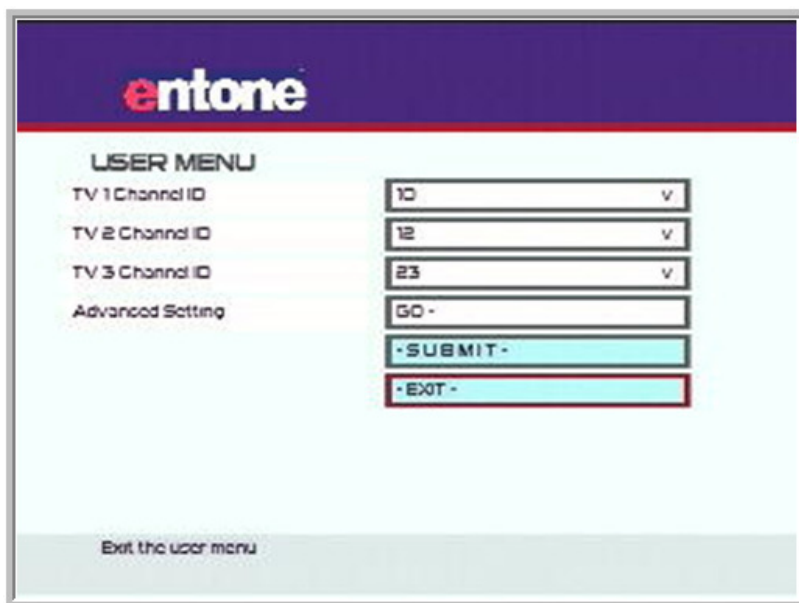 entone
USER MENU
TV 1 Channel ID 10 v
TV 2 Channel ID 12 v
TV 3 Channel ID 23 v
Advanced Setting GO -
- SUBMIT -
- EXIT -
Exit the user menu